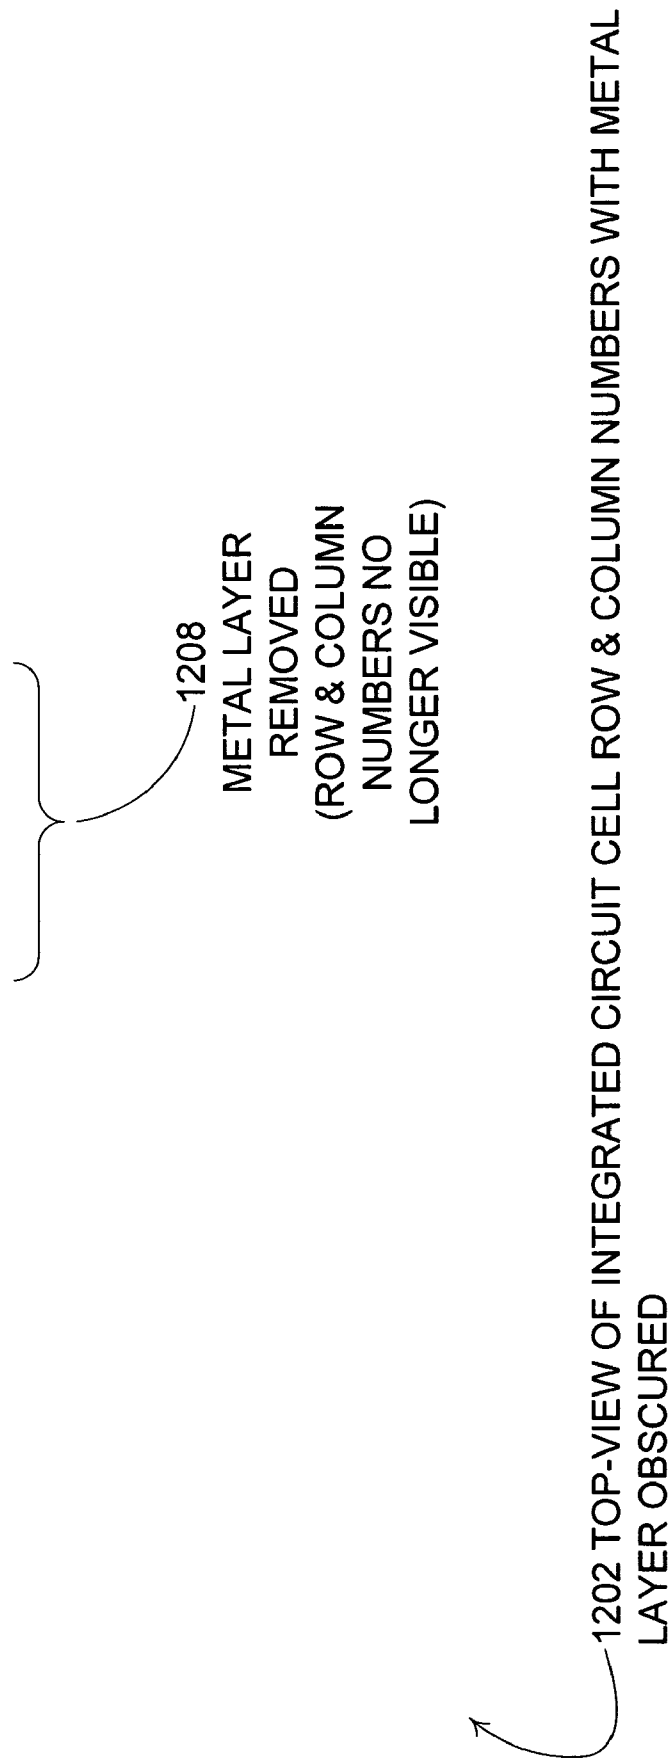 1208
METAL LAYER
REMOVED
(ROW & COLUMN
NUMBERS NO
LONGER VISIBLE)
1202 TOP-VIEW OF INTEGRATED CIRCUIT CELL ROW & COLUMN NUMBERS WITH METAL
LAYER OBSCURED